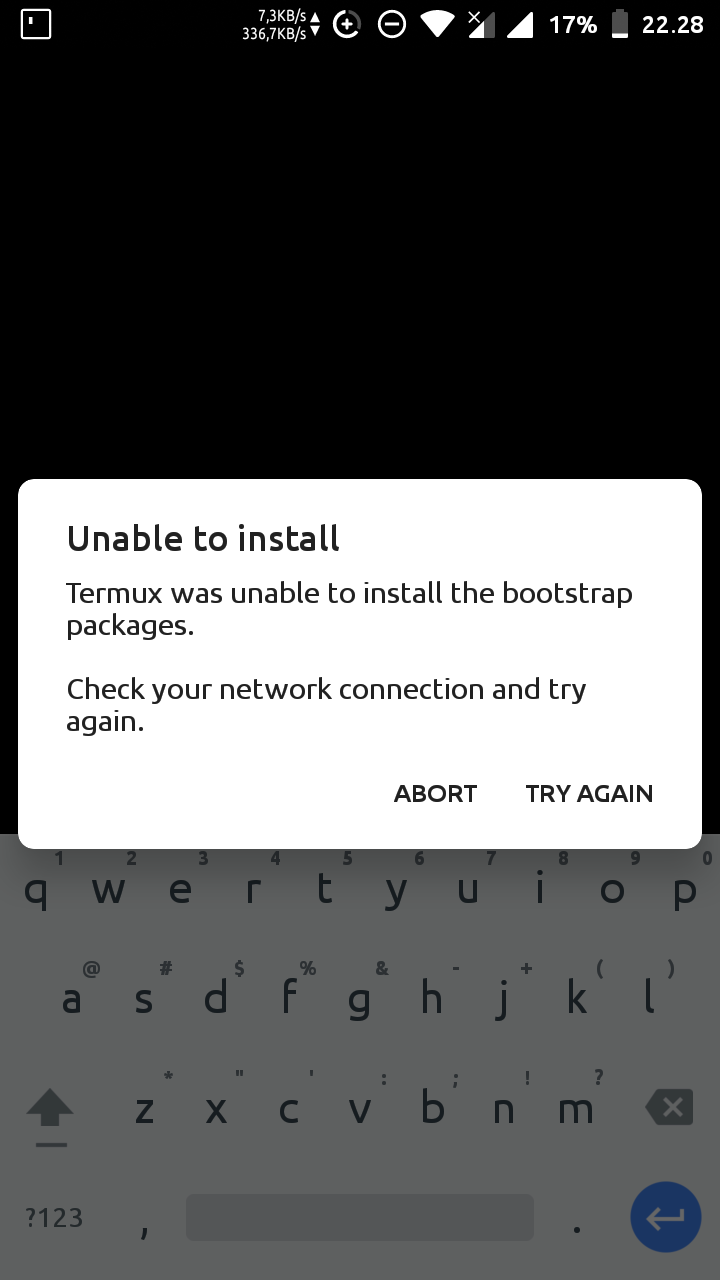 7,3KB/s
336,7KB/s
17% 22.28
Unable to install
Termux was unable to install the bootstrap
packages.
Check your network connection and try
again.
ABORT TRY AGAIN
1 2 3 4 5 6 7 8 9 0
q w e r t y u i o p
@ # $ % & - + ( )
a s d f g h j k l
* " ' : ; ! ?
z x c v b n m
?123 , .